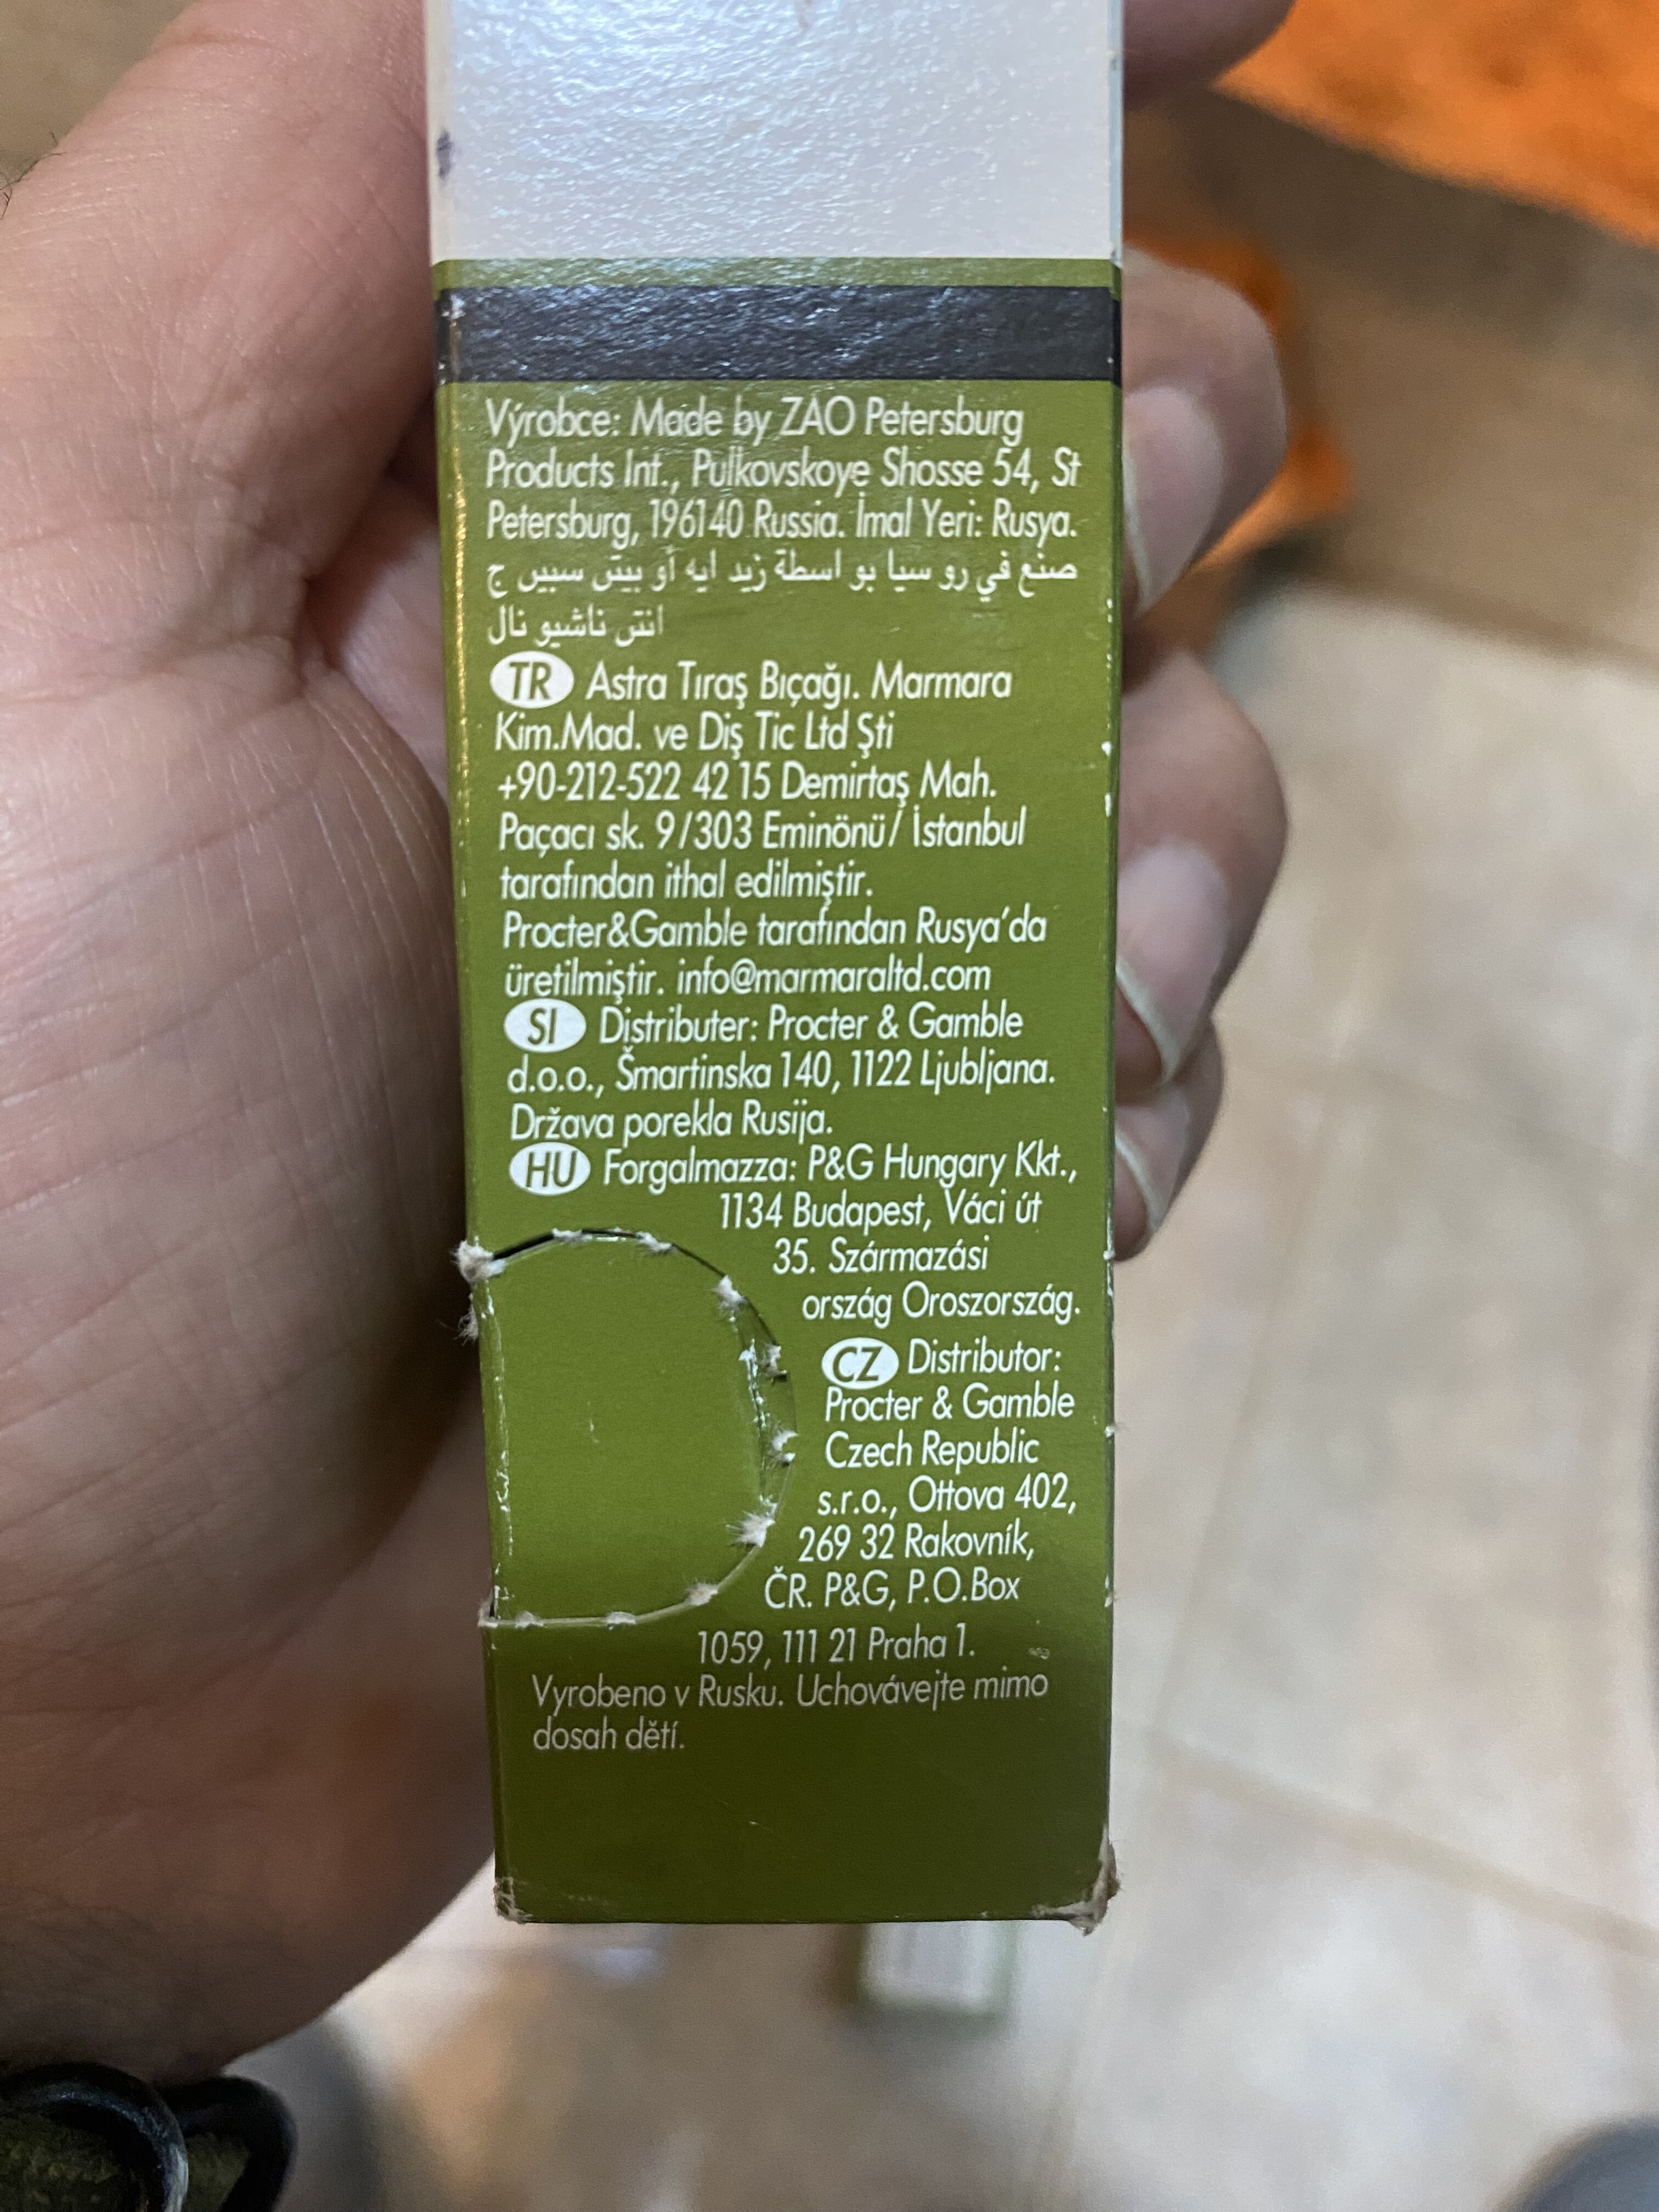 Výrobce: Made by ZAO Petersburg
Products Int., Pulkovskoye Shosse 54, St
Petersburg, 196140 Russia. İmal Yeri: Rusya.
صنع في رو سيا بو اسطة زيد ايه أو بيتس سبيس ج
انتر ناشيو نال
TR Astra Tıraş Bıçağı. Marmara
Kim.Mad. ve Diş Tic Ltd Şti
+90-212-522 42 15 Demirtaş Mah.
Paçacı sk. 9/303 Eminönü/ İstanbul
tarafından ithal edilmiştir.
Procter&Gamble tarafından Rusya'da
üretilmiştir. info@marmaraltd.com
SI Distributer: Procter & Gamble
d.o.o., Šmartinska 140, 1122 Ljubljana.
Država porekla Rusija.
HU Forgalmazza: P&G Hungary Kkt.,
1134 Budapest, Váci út
35. Származási
ország Oroszország.
CZ Distributor:
Procter & Gamble
Czech Republic
s.r.o., Ottova 402,
269 32 Rakovník,
ČR. P&G, P.O.Box
1059, 111 21 Praha 1.
Vyrobeno v Rusku. Uchovávejte mimo
dosah dětí.